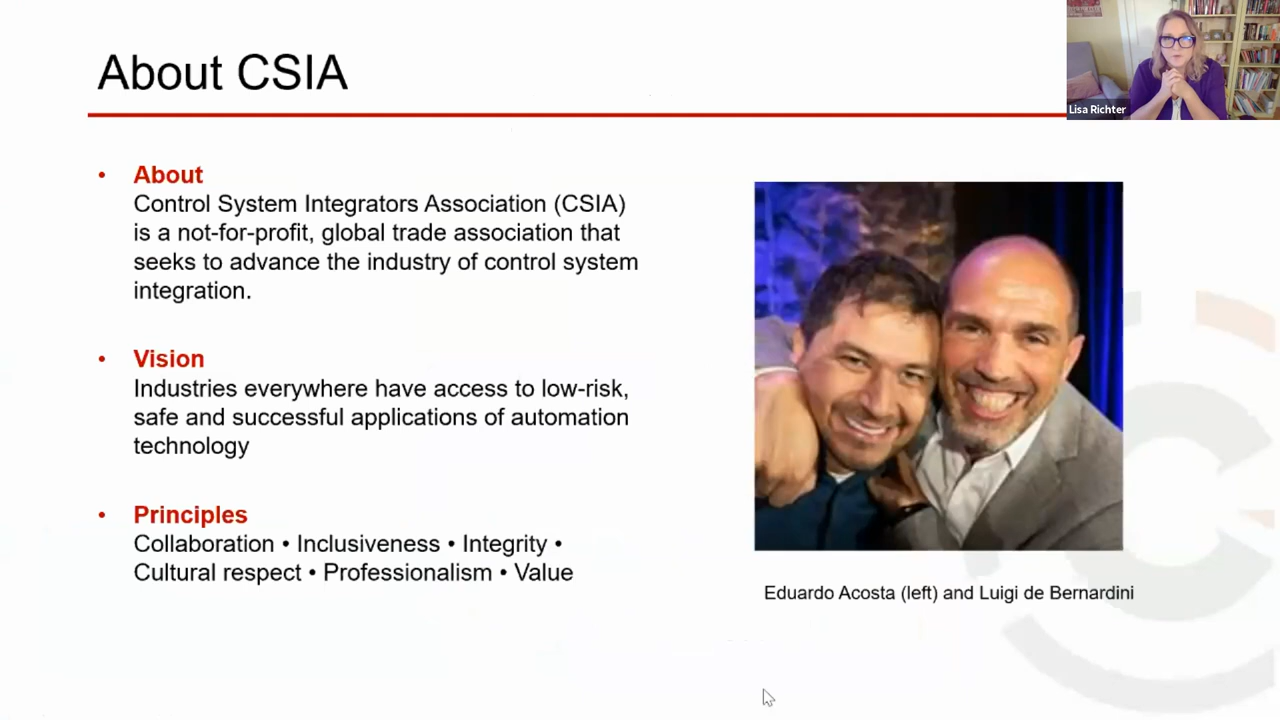 About CSIA
Lisa Richter
• About
Control System Integrators Association (CSIA)
is a not-for-profit, global trade association that
seeks to advance the industry of control system
integration.
• Vision
Industries everywhere have access to low-risk,
safe and successful applications of automation
technology
• Principles
Collaboration • Inclusiveness • Integrity •
Cultural respect • Professionalism • Value
Eduardo Acosta (left) and Luigi de Bernardini